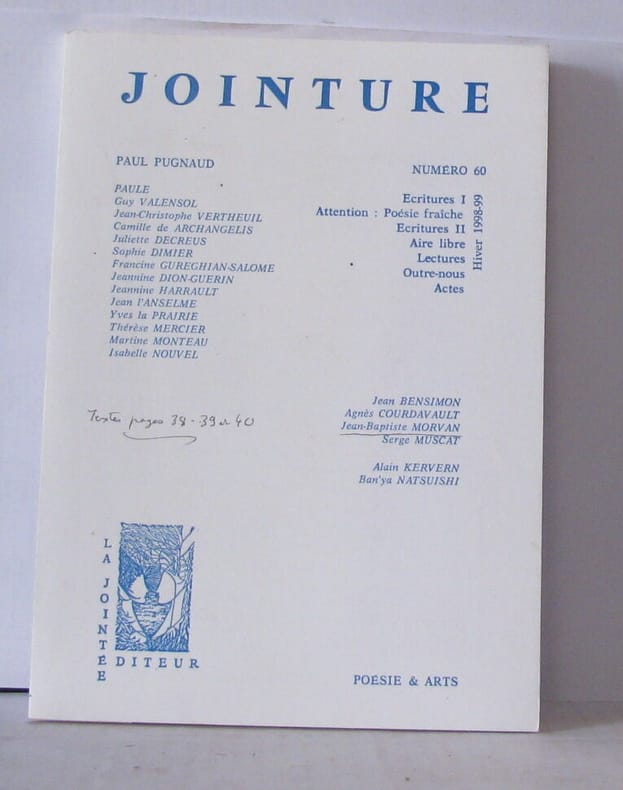 JOINTURE
PAUL PUGNAUD
PAULE
Guy VALENSOL
Jean-Christophe VERTHEUIL
Camille de ARCHANGELIS
Juliette DECREUS
Sophie DIMIER
Francine GUREGHIAN-SALOME
Jeannine DION-GUERIN
Jeannine HARRAULT
Jean l'ANSELME
Yves la PRAIRIE
Thérèse MERCIER
Martine MONTEAU
Isabelle NOUVEL
NUMÉRO 60
Ecritures I
Attention : Poésie fraîche
Ecritures II
Aire libre
Lectures
Outre-nous
Actes
Hiver 1998-99
Textes pages 38-39 et 40
Jean BENSIMON
Agnès COURDAVAULT
Jean-Baptiste MORVAN
Serge MUSCAT
Alain KERVERN
Ban'ya NATSUISHI
LA JOINTÉE
ÉDITEUR
POÉSIE & ARTS